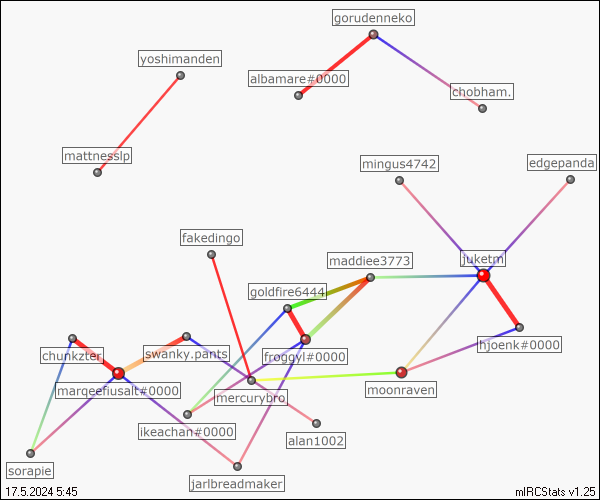 gorudenneko
yoshimanden
albamare#0000
chobham.
mattnesslp
mingus4742
edgepanda
fakedingo
maddiee3773
juketm
goldfire6444
chunkzter
swanky.pants
froggyl#0000
hjoenk#0000
marqeefiusalt#0000
mercurybro
moonraven
ikeachan#0000
alan1002
sorapie
jarlbreadmaker
17.5.2024 5:45
mIRCStats v1.25